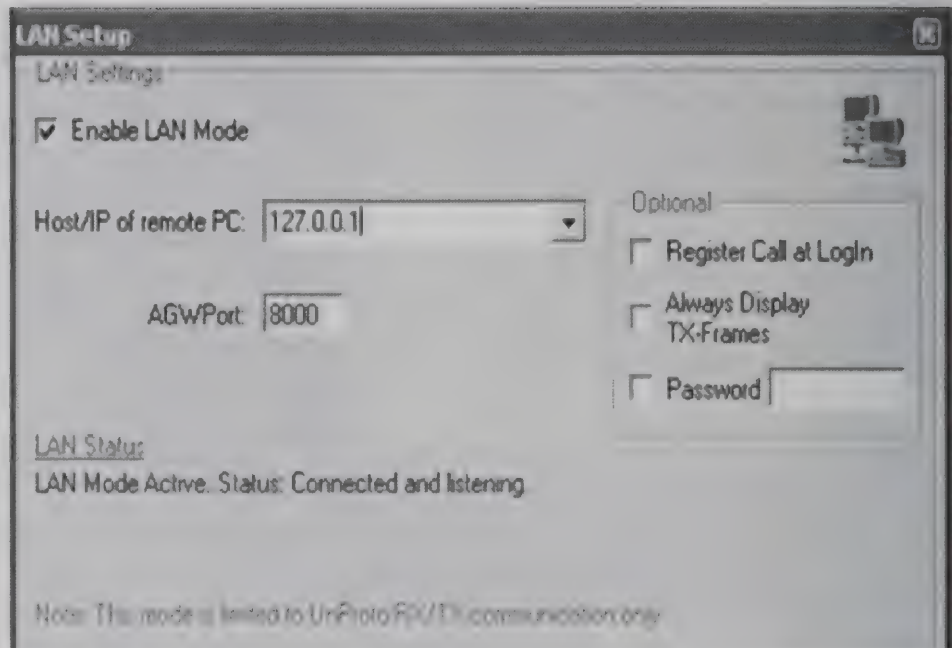 LAN Setup
LAN Settings
Enable LAN Mode
Host/IP of remote PC: 127.0.0.1
AGWPort: 8000
Optional
Register Call at LogIn
Always Display
TX-Frames
Password
LAN Status
LAN Mode Active. Status: Connected and listening.
Note: This mode is limited to UnProto RX/TX communication only